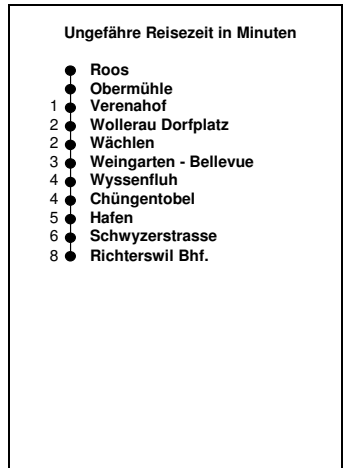 Ungefähre Reisezeit in Minuten
Roos
Obermühle
1 Verenahof
2 Wollerau Dorfplatz
2 Wächlen
3 Weingarten - Bellevue
4 Wyssenfluh
4 Chüngentobel
5 Hafen
6 Schwyzerstrasse
8 Richterswil Bhf.